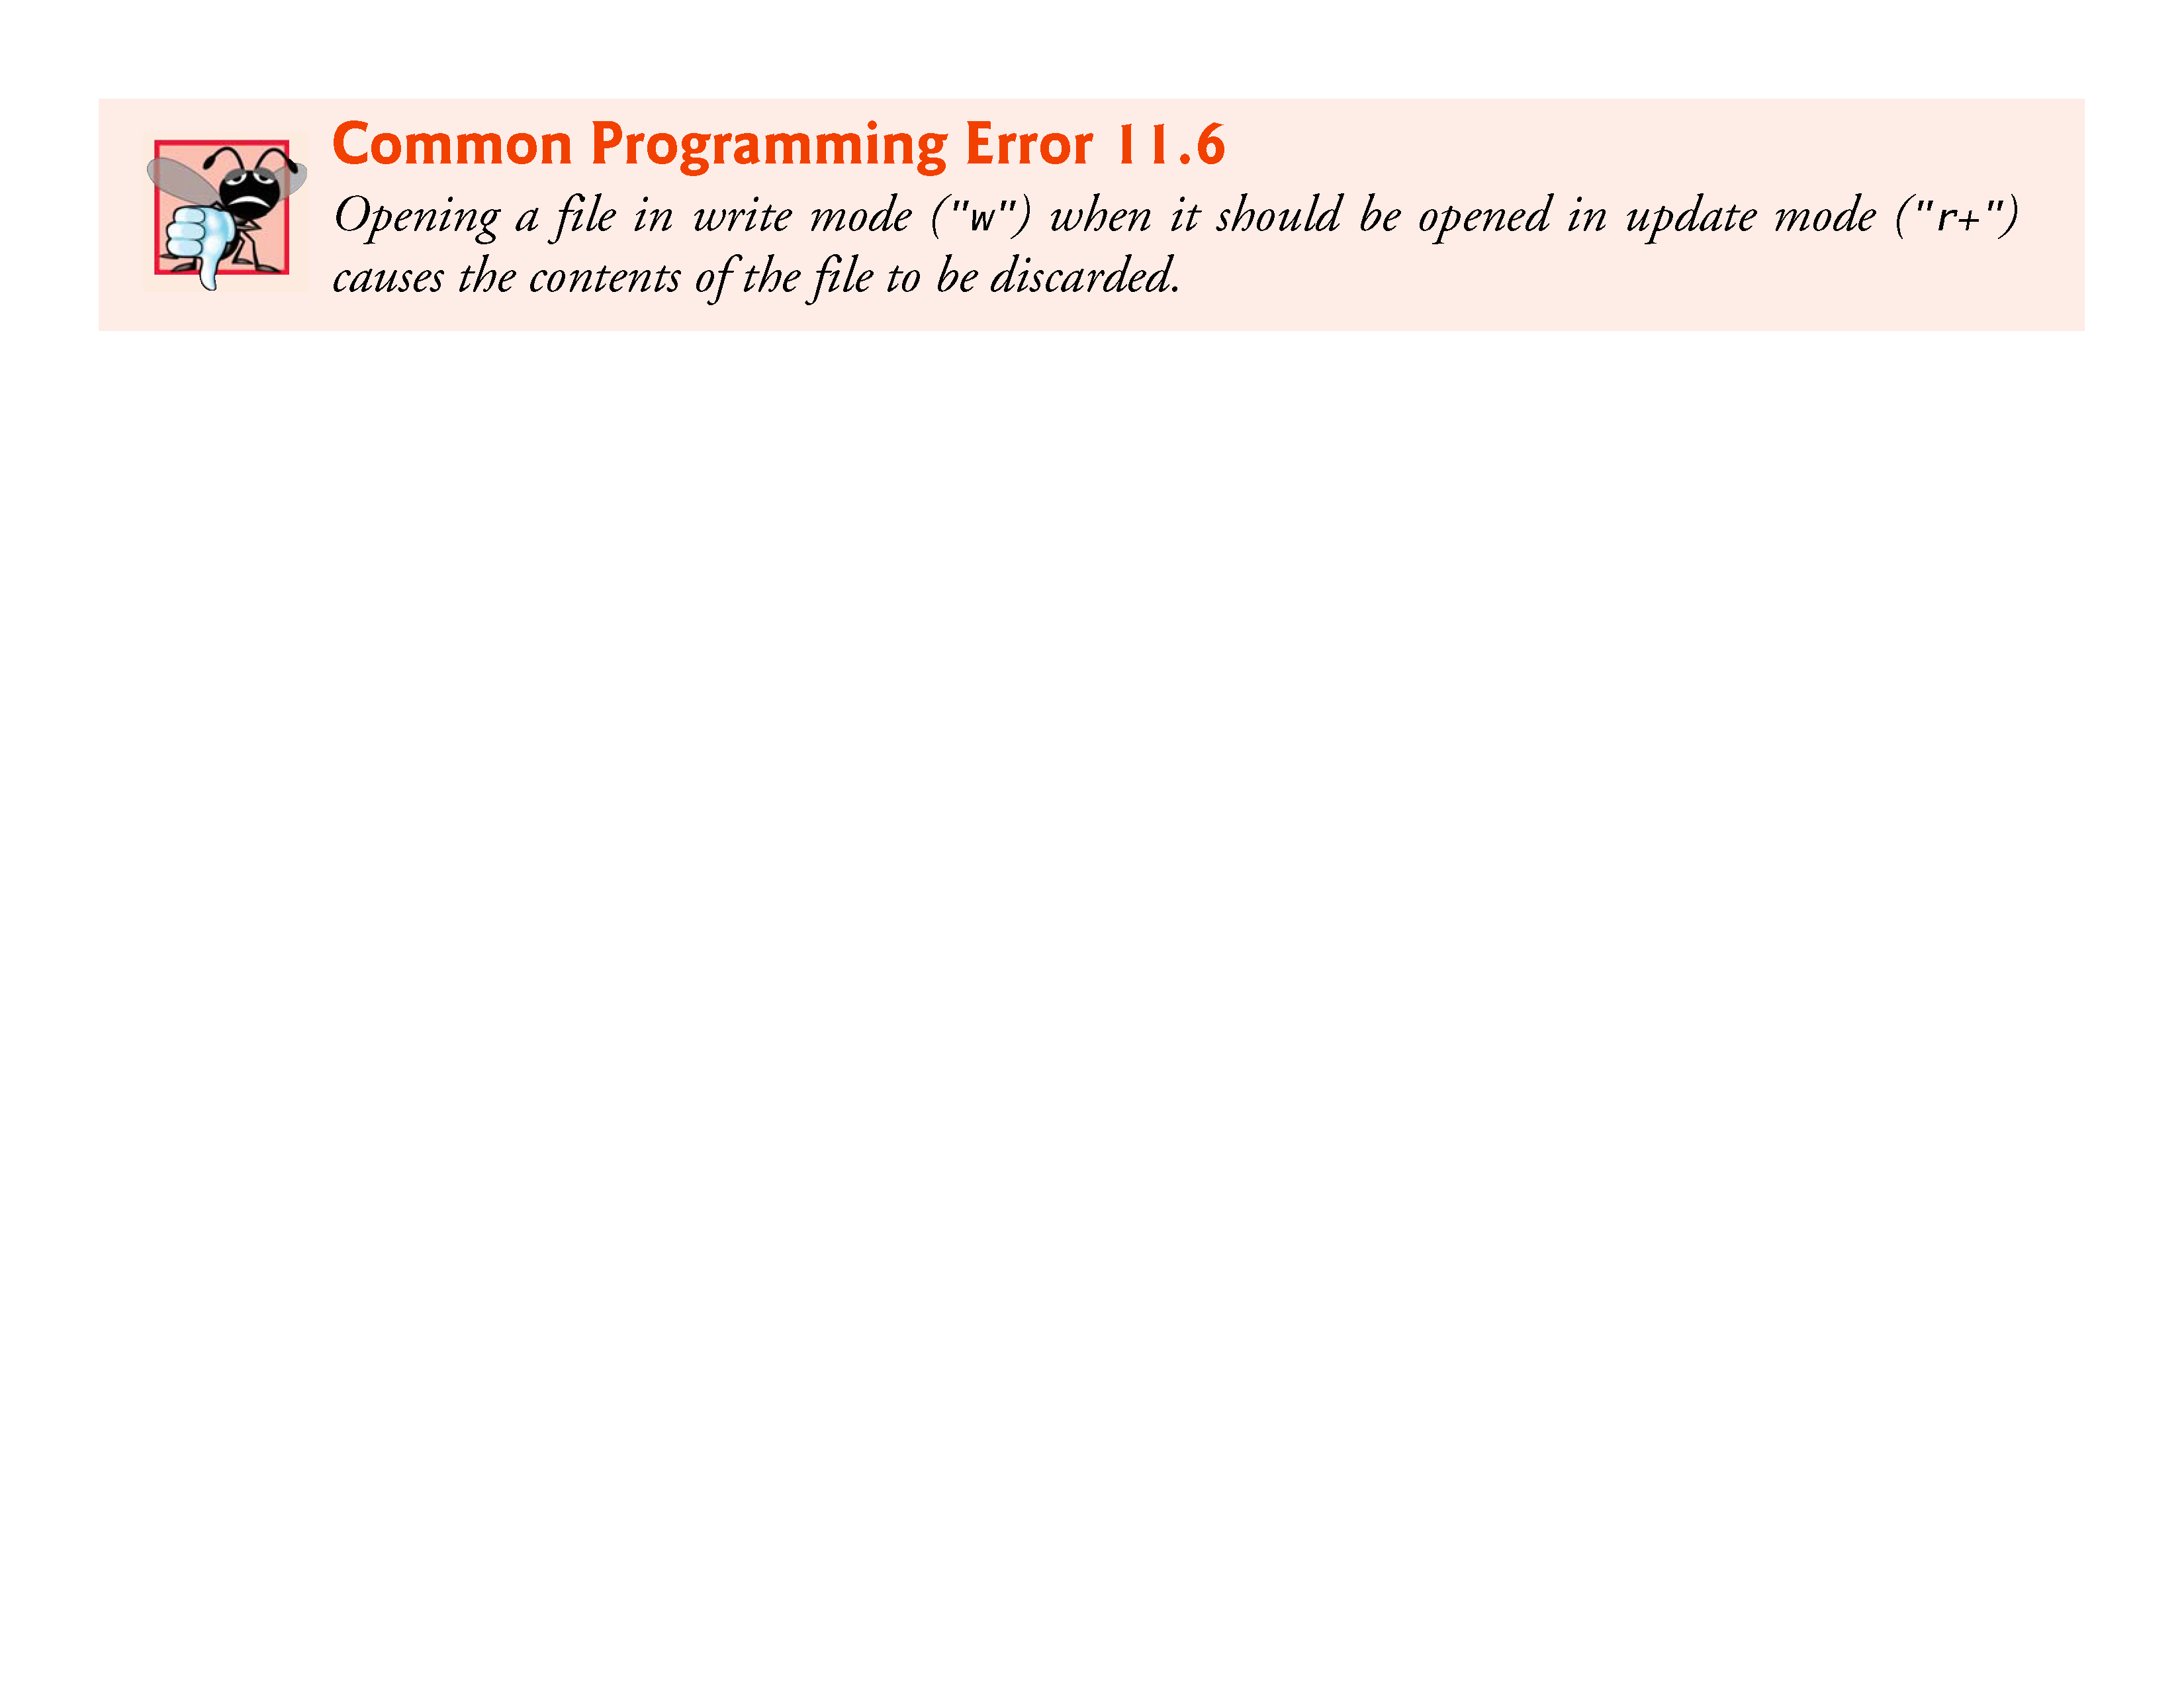 Common Programming Error 11.6
Opening a file in write mode ("w") when it should be opened in update mode ("r+")
causes the contents of the file to be discarded.